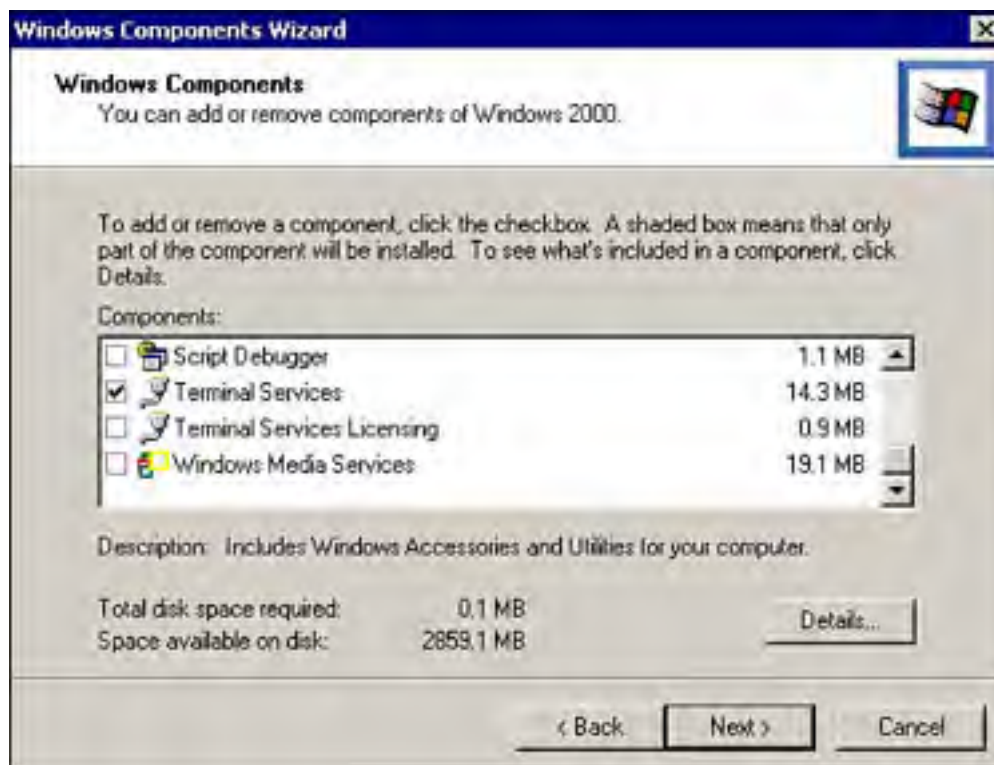 Windows Components Wizard
Windows Components
You can add or remove components of Windows 2000.
To add or remove a component, click the checkbox. A shaded box means that only
part of the component will be installed. To see what's included in a component, click
Details.
Components:
Script Debugger 1.1 MB
Terminal Services 14.3 MB
Terminal Services Licensing 0.9 MB
Windows Media Services 19.1 MB
Description: Includes Windows Accessories and Utilities for your computer.
Total disk space required: 0.1 MB
Space available on disk: 2859.1 MB
Details...
< Back Next > Cancel